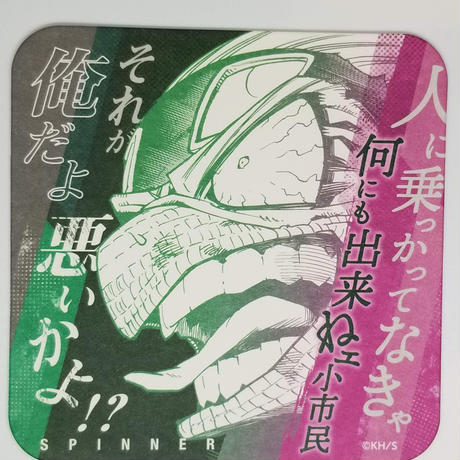 人に乗っかってなきゃ
何にも出来ねェ小市民
それが
俺だよ
悪ぃかよ!?
SPINNER
©KH/S